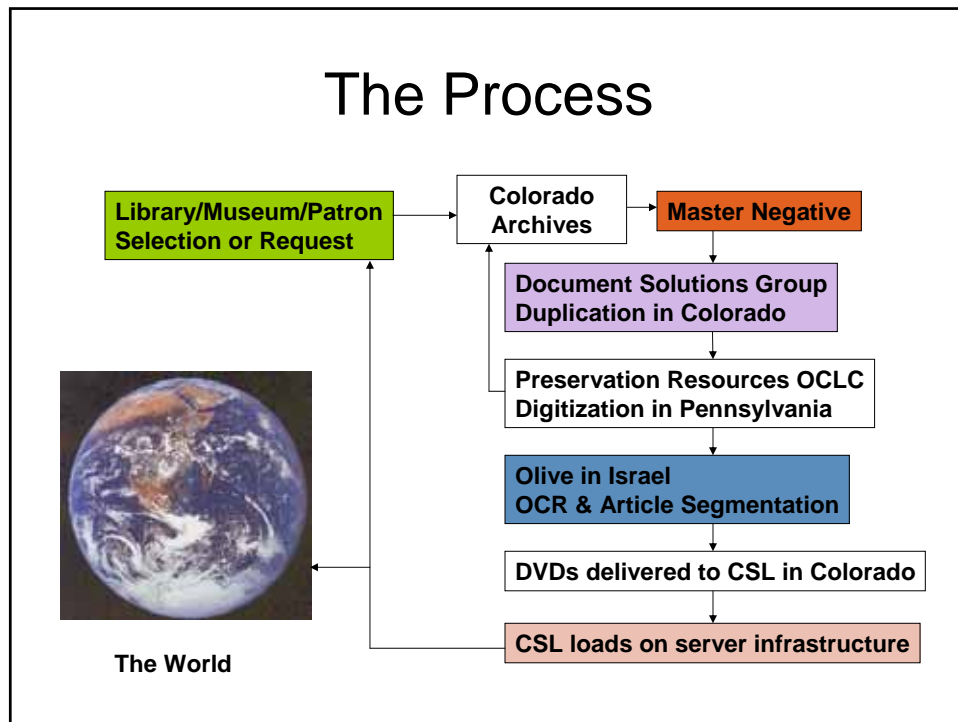 The Process
Library/Museum/Patron
Selection or Request
Colorado
Archives
Master Negative
Document Solutions Group
Duplication in Colorado
Preservation Resources OCLC
Digitization in Pennsylvania
Olive in Israel
OCR & Article Segmentation
DVDs delivered to CSL in Colorado
CSL loads on server infrastructure
The World